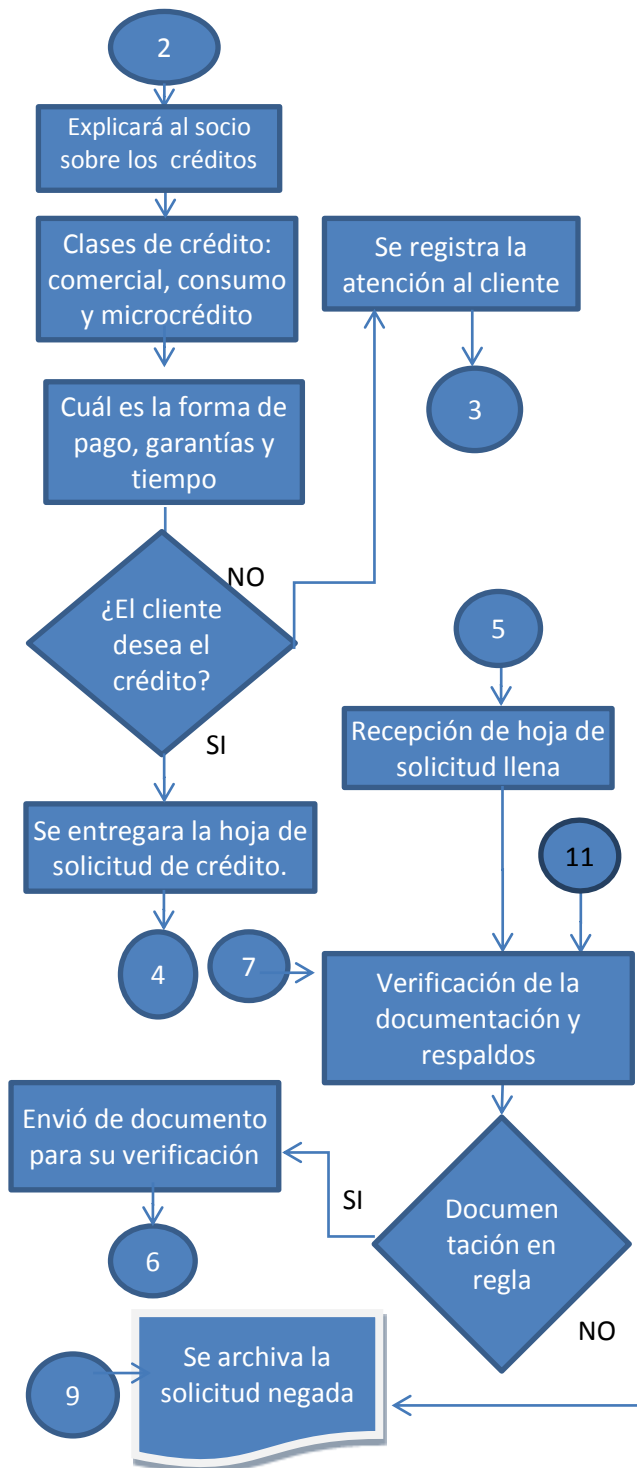 2
Explicará al socio
sobre los créditos
Clases de crédito:
comercial, consumo
y microcrédito
Se registra la
atención al cliente
Cuál es la forma de
pago, garantías y
tiempo
3
NO
¿El cliente
desea el
crédito?
SI
5
Recepción de hoja de
solicitud llena
Se entregara la hoja de
solicitud de crédito.
11
4
7
Verificación de la
documentación y
respaldos
Envió de documento
para su verificación
SI
Documen
tación en
regla
6
NO
Se archiva la
solicitud negada
9